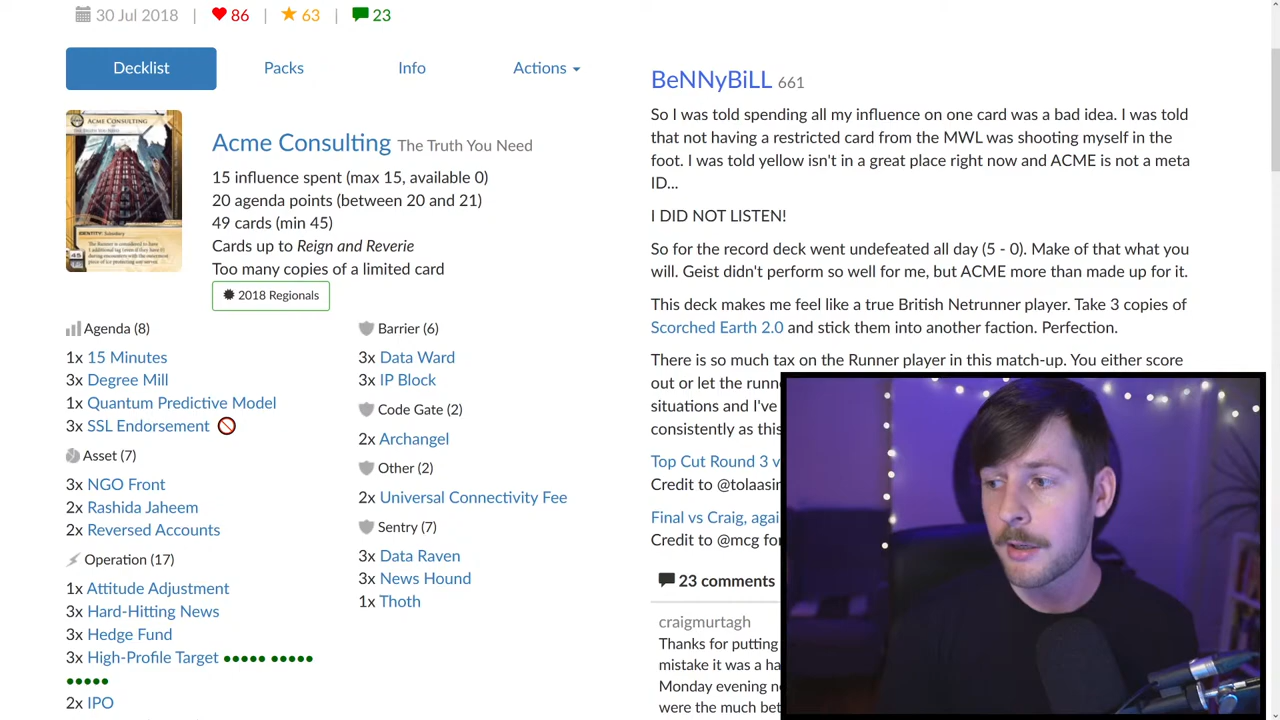 30 Jul 2018 | 86 | 63 | 23
Decklist Packs Info Actions
Acme Consulting The Truth You Need
15 influence spent (max 15, available 0)
20 agenda points (between 20 and 21)
49 cards (min 45)
Cards up to Reign and Reverie
Too many copies of a limited card
2018 Regionals
ACME CONSULTING
Agenda (8)
1x 15 Minutes
3x Degree Mill
1x Quantum Predictive Model
3x SSL Endorsement
Asset (7)
3x NGO Front
2x Rashida Jaheem
2x Reversed Accounts
Operation (17)
1x Attitude Adjustment
3x Hard-Hitting News
3x Hedge Fund
3x High-Profile Target ●●●●● ●●●●●
●●●●●
2x IPO
Barrier (6)
3x Data Ward
3x IP Block
Code Gate (2)
2x Archangel
Other (2)
2x Universal Connectivity Fee
Sentry (7)
3x Data Raven
3x News Hound
1x Thoth
BeNNyBiLL 661
So I was told spending all my influence on one card was a bad idea. I was told
that not having a restricted card from the MWL was shooting myself in the
foot. I was told yellow isn't in a great place right now and ACME is not a meta
ID...
I DID NOT LISTEN!
So for the record deck went undefeated all day (5 - 0). Make of that what you
will. Geist didn't perform so well for me, but ACME more than made up for it.
This deck makes me feel like a true British Netrunner player. Take 3 copies of
Scorched Earth 2.0 and stick them into another faction. Perfection.
There is so much tax on the Runner player in this match-up. You either score
out or let the runn
situations and I've
consistently as this
Top Cut Round 3 v
Credit to @tolaasin
Final vs Craig, agai
Credit to @mcg for
23 comments
craigmurtagh
Thanks for putting
mistake it was a ha
Monday evening n
were the much bet